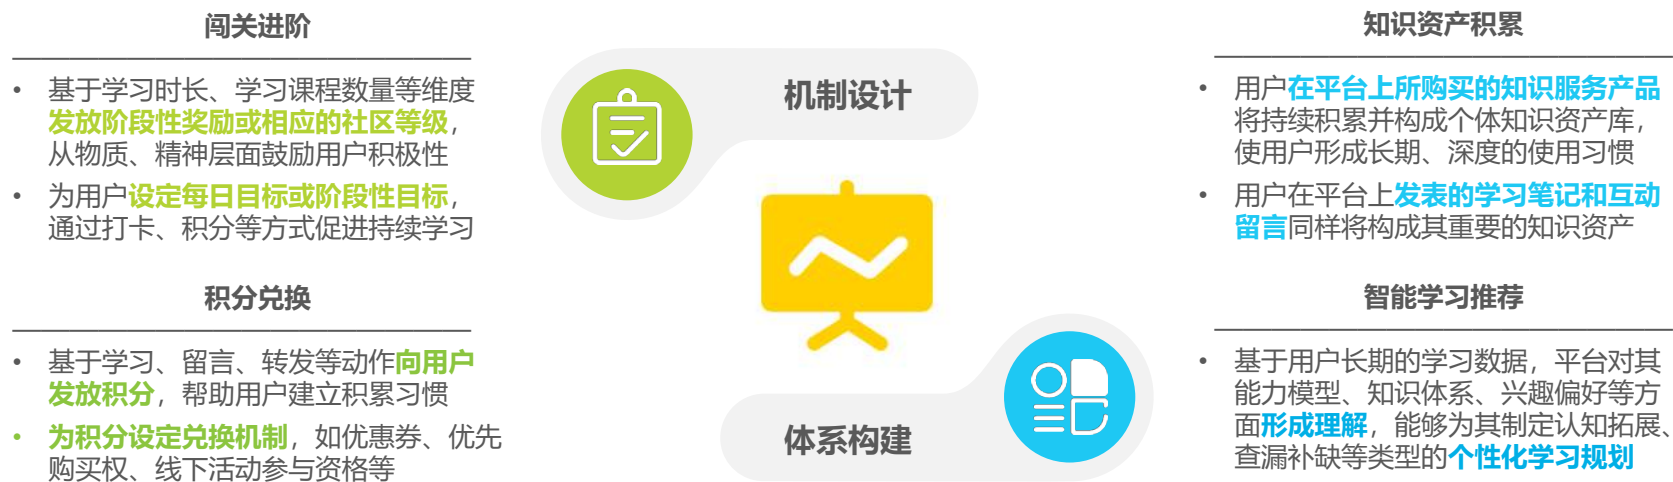 闯关进阶
• 基于学习时长、学习课程数量等维度
发放阶段性奖励或相应的社区等级，
从物质、精神层面鼓励用户积极性
• 为用户设定每日目标或阶段性目标，
通过打卡、积分等方式促进持续学习
积分兑换
• 基于学习、留言、转发等动作向用户
发放积分，帮助用户建立积累习惯
• 为积分设定兑换机制，如优惠券、优先
购买权、线下活动参与资格等
机制设计
体系构建
知识资产积累
• 用户在平台上所购买的知识服务产品
将持续积累并构成个体知识资产库，
使用户形成长期、深度的使用习惯
• 用户在平台上发表的学习笔记和互动
留言同样将构成其重要的知识资产
智能学习推荐
• 基于用户长期的学习数据，平台对其
能力模型、知识体系、兴趣偏好等方
面形成理解，能够为其制定认知拓展、
查漏补缺等类型的个性化学习规划